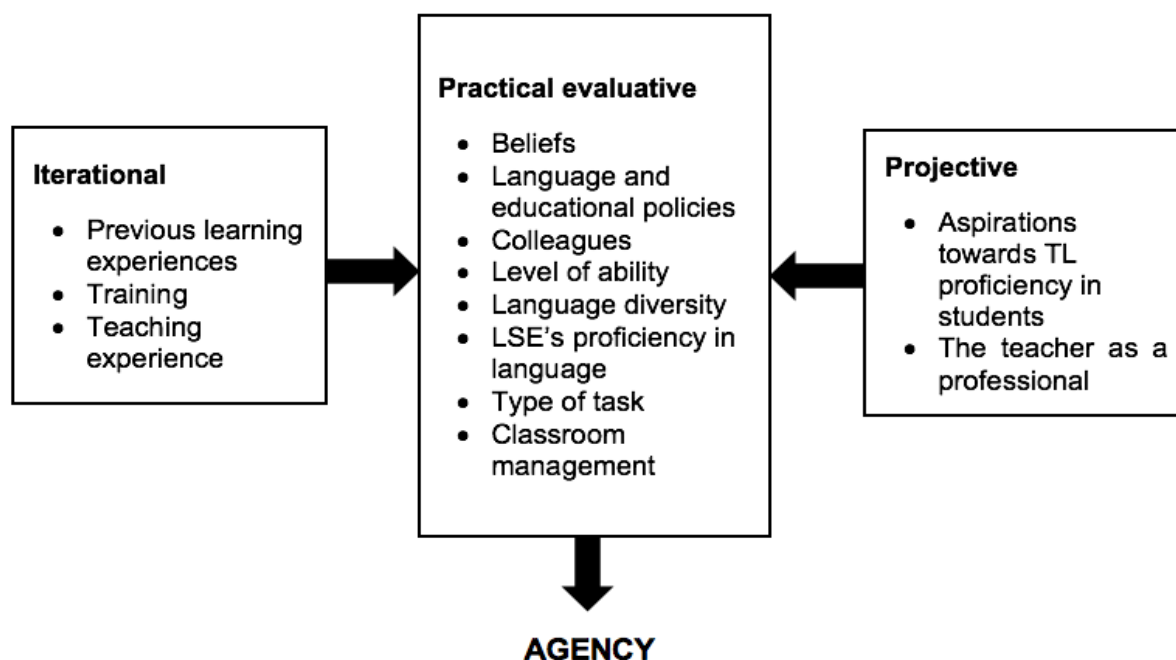 Iterational
• Previous learning
experiences
• Training
• Teaching
experience
Practical evaluative
• Beliefs
• Language and
educational policies
• Colleagues
• Level of ability
• Language diversity
• LSE’s proficiency in
language
• Type of task
• Classroom
management
Projective
• Aspirations
towards TL
proficiency in
students
• The teacher as a
professional
AGENCY